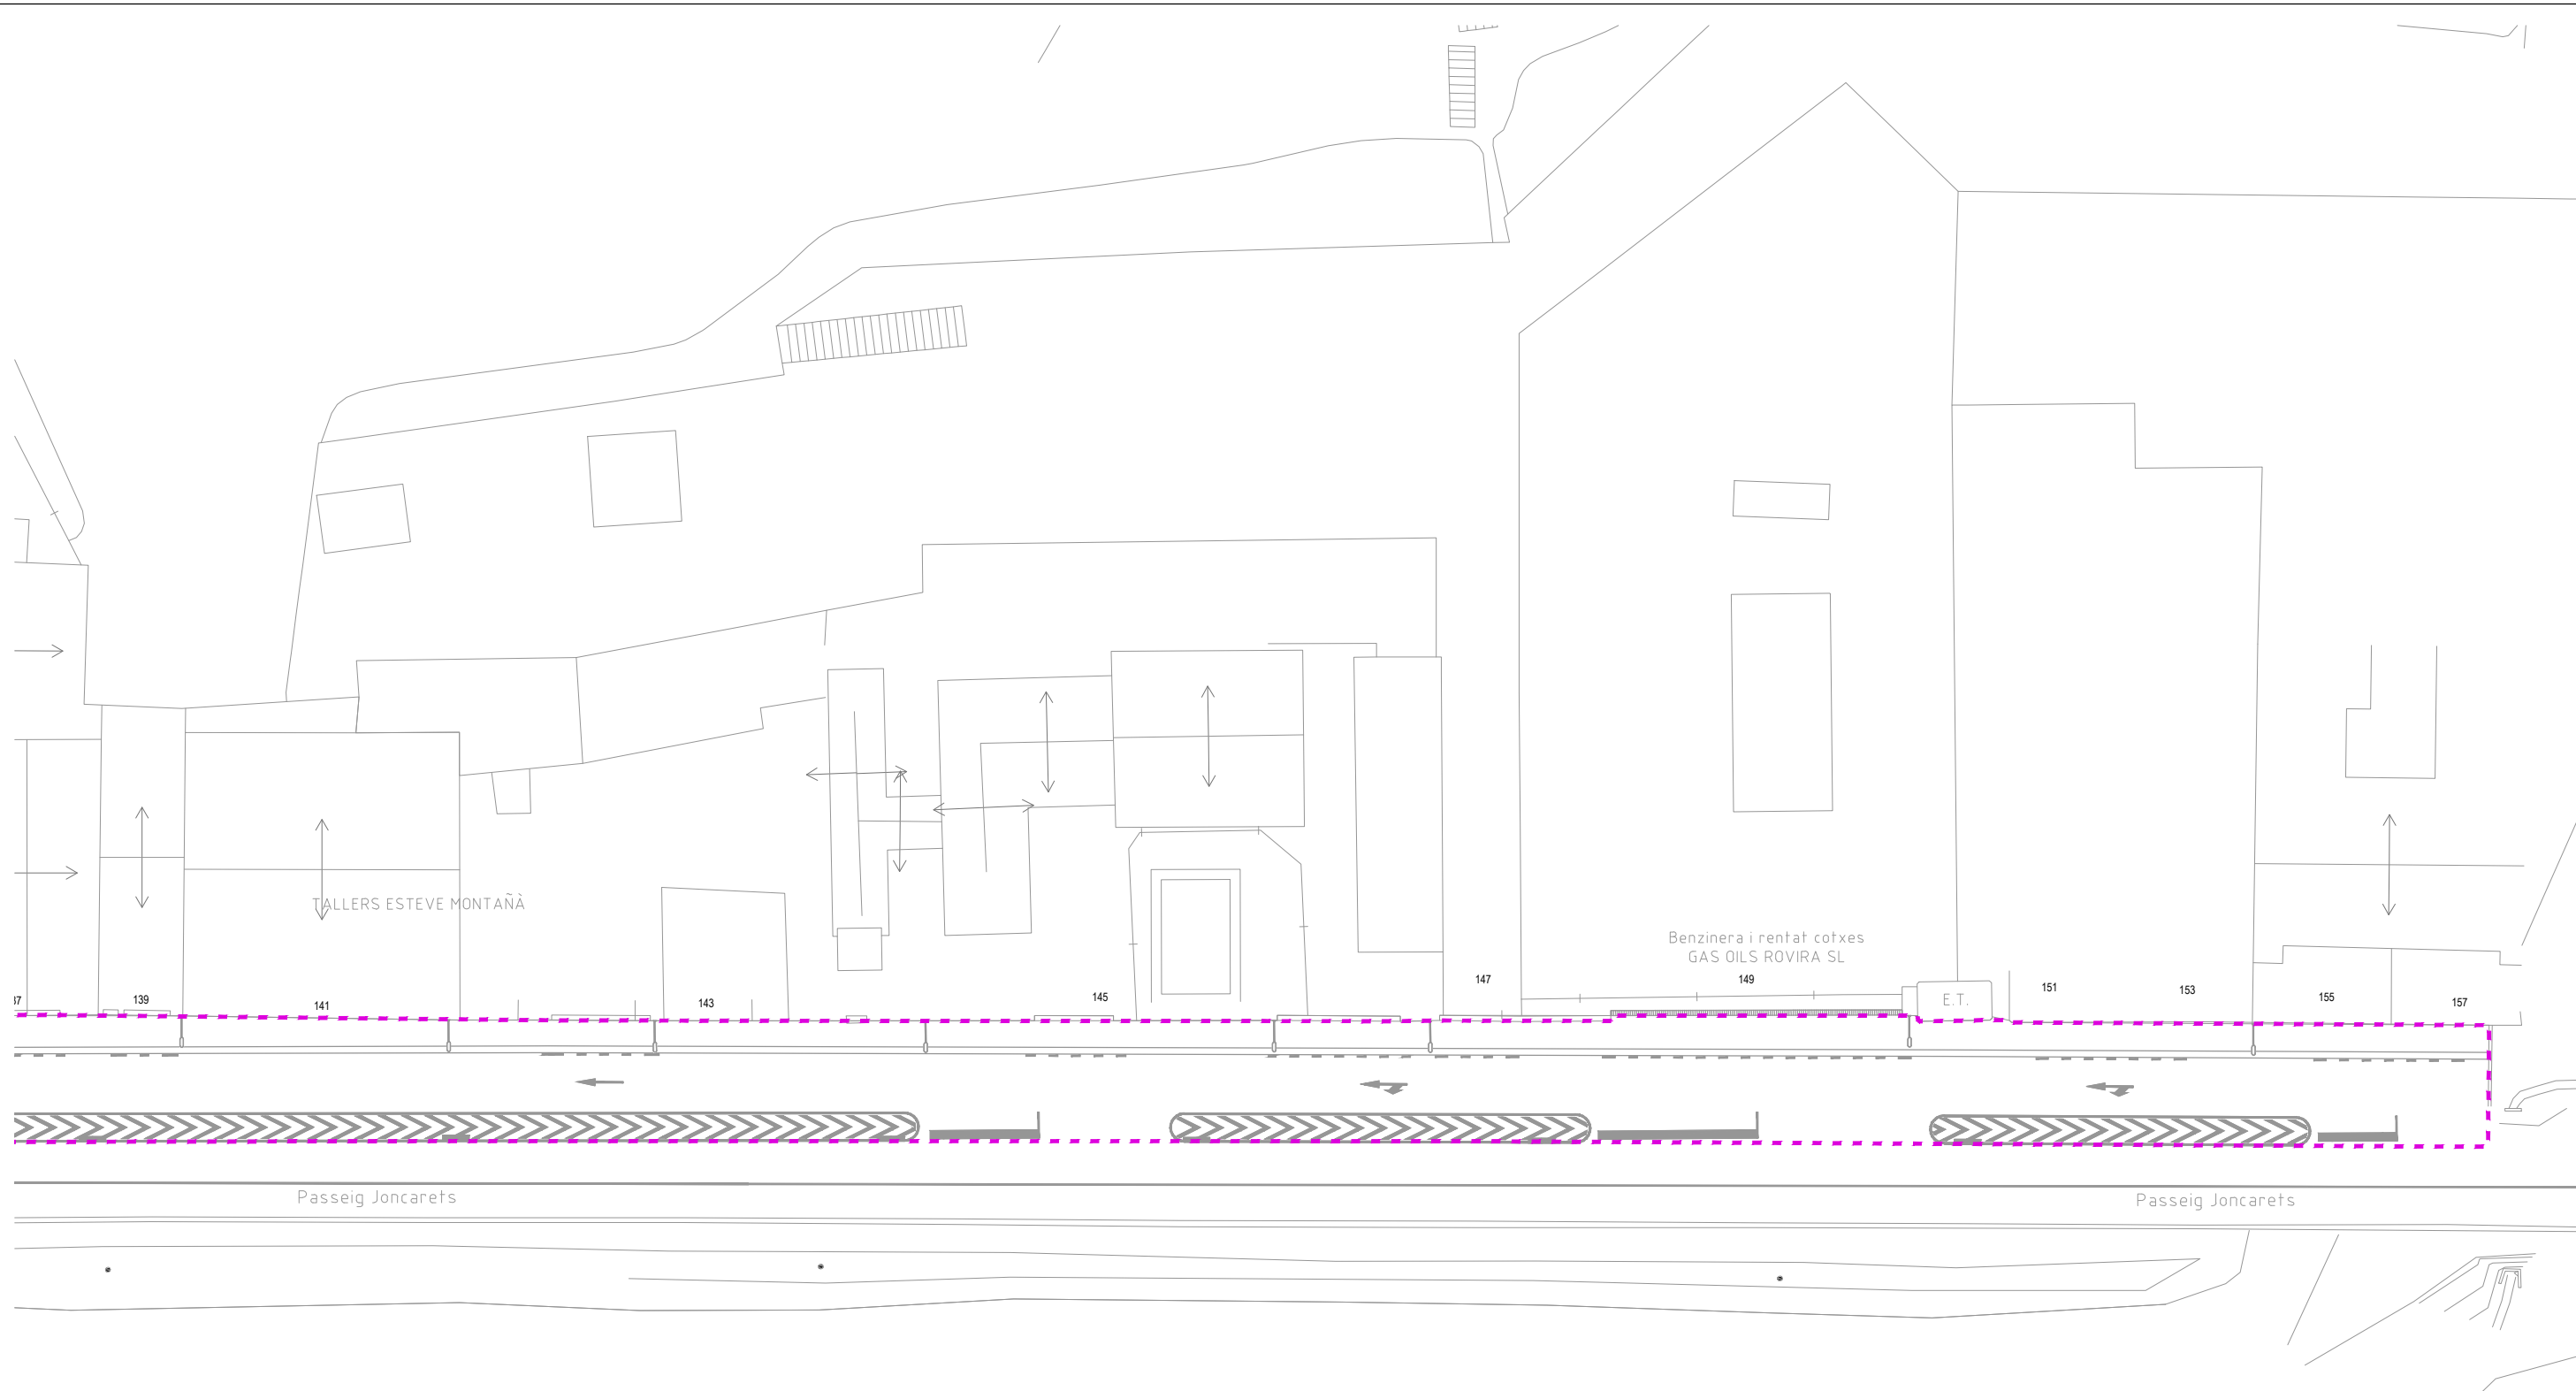 TALLERS ESTEVE MONTAÑÀ
Benzinera i rentat cotxes
GAS OILS ROVIRA SL
E.T.
37
139
141
143
145
147
149
151
153
155
157
Passeig Joncarets
Passeig Joncarets